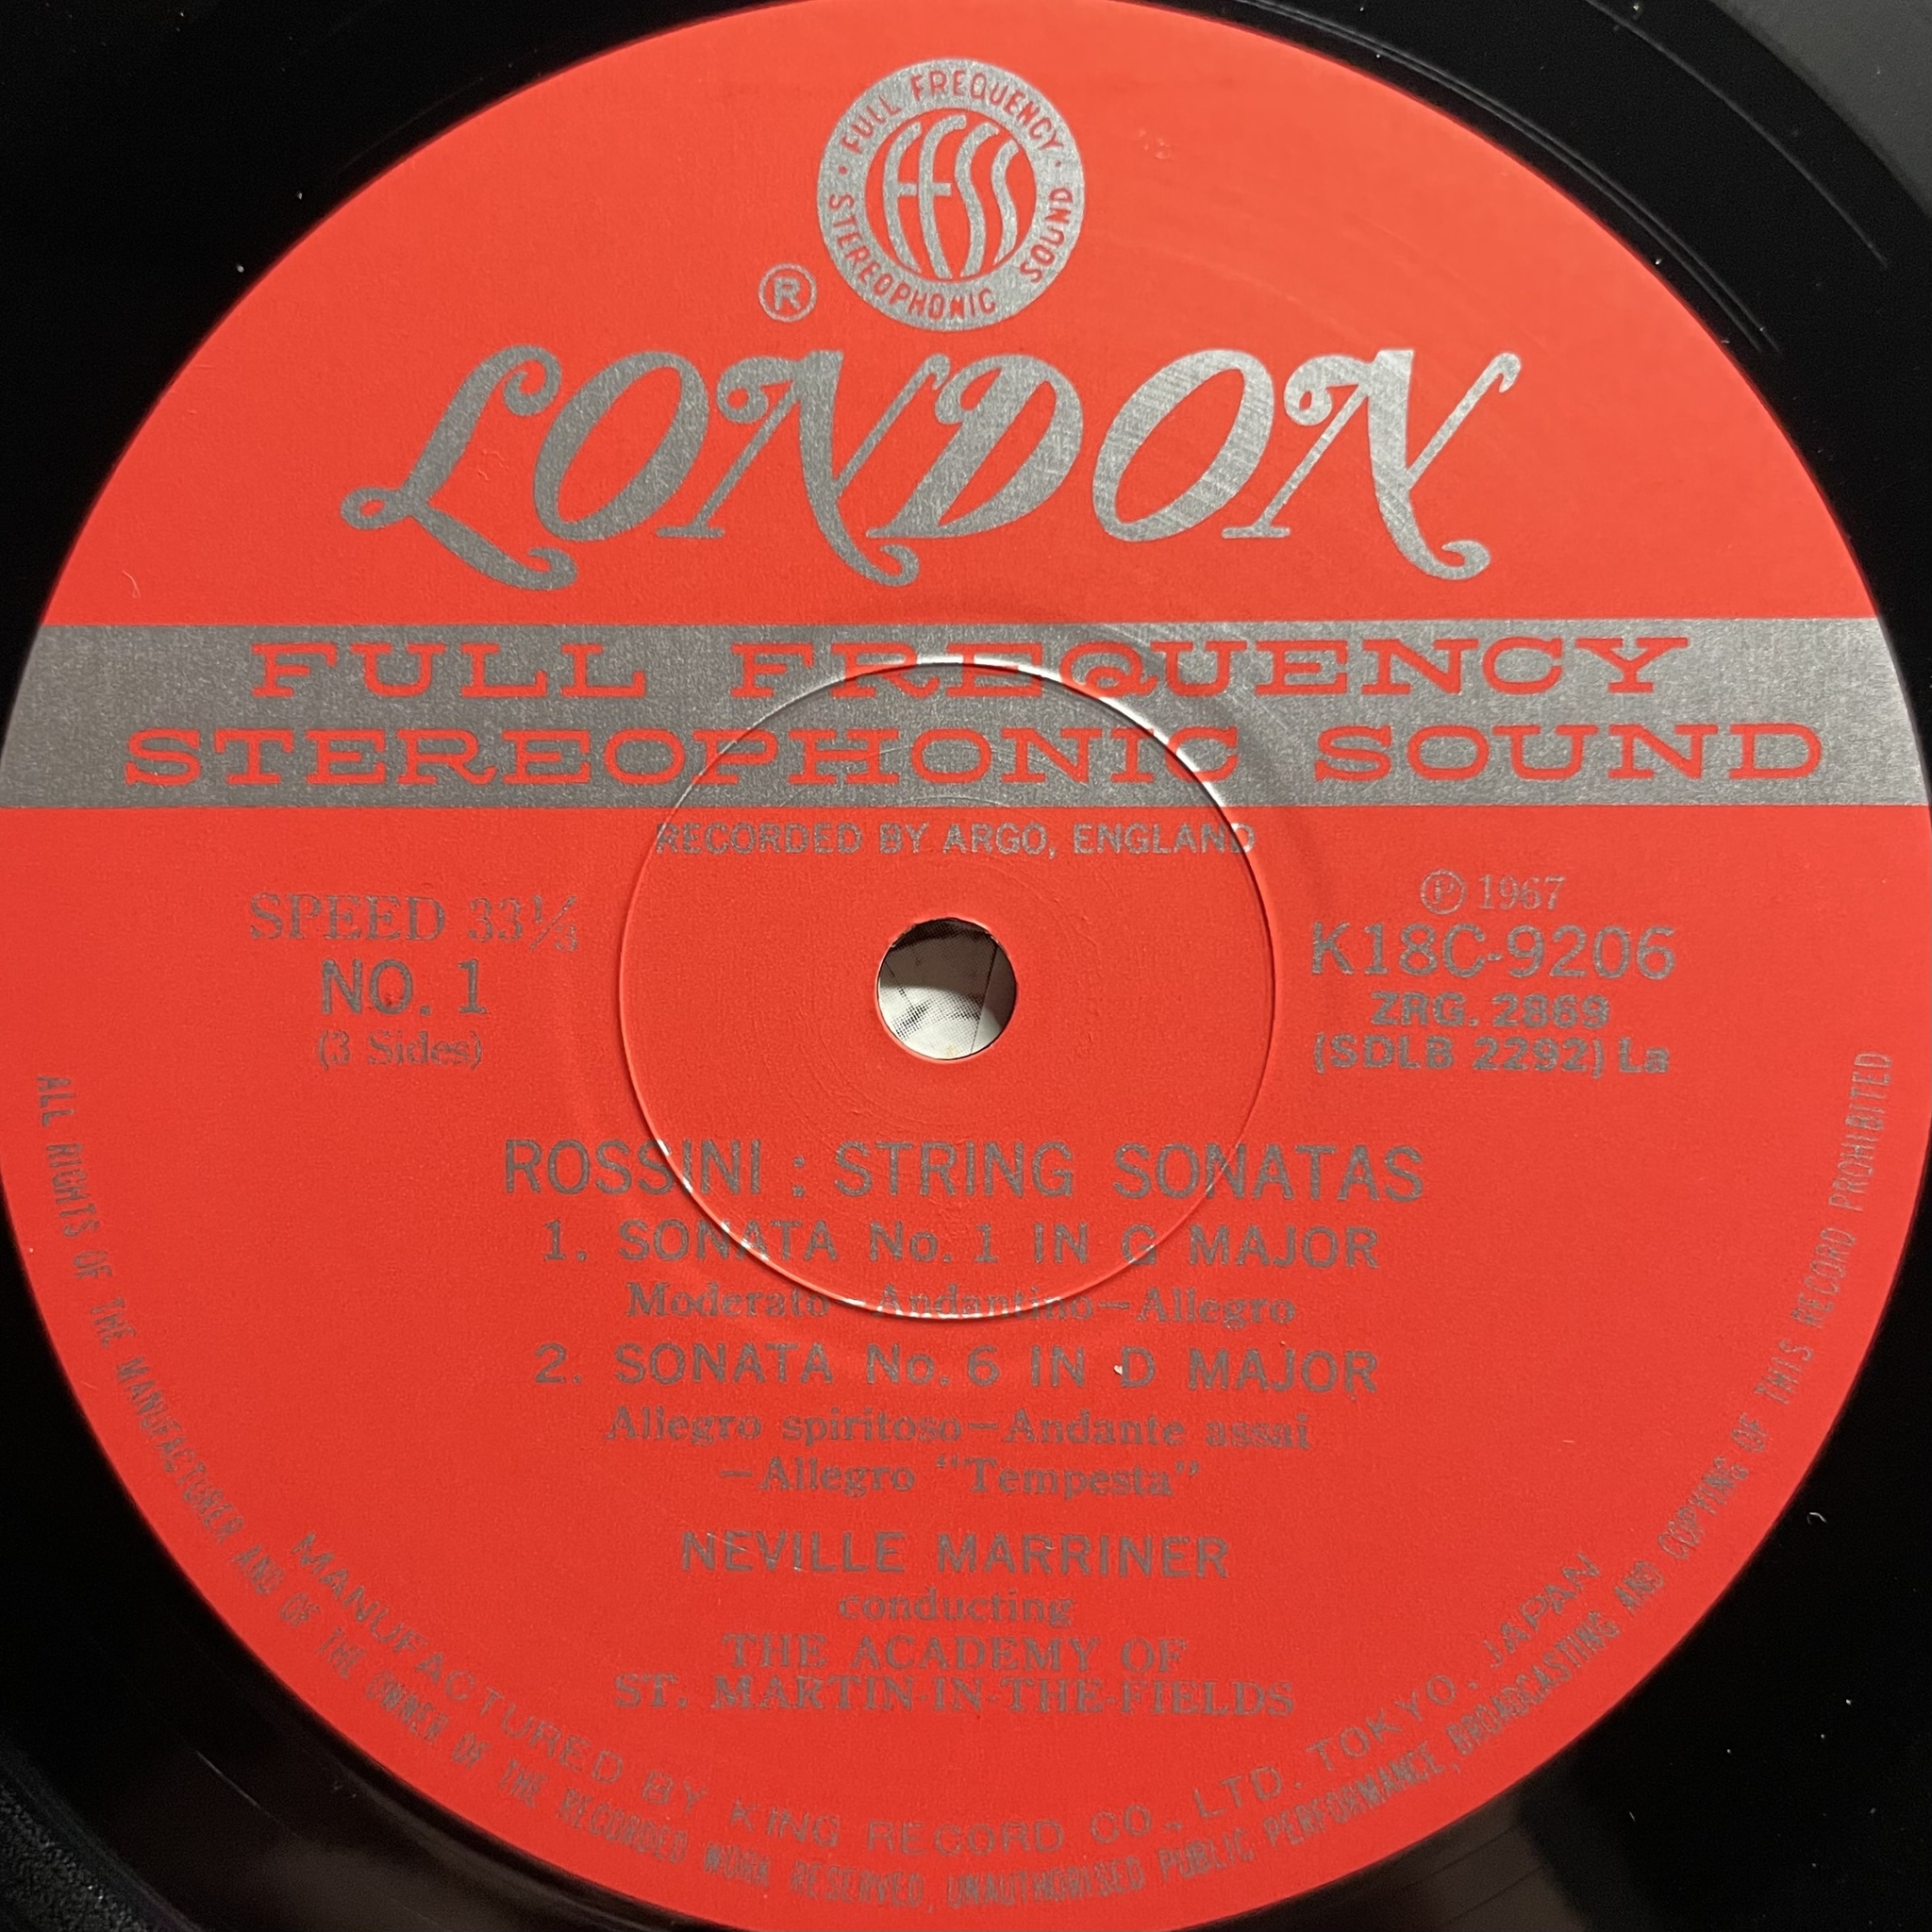 FULL FREQUENCY
ffss
STEREOPHONIC SOUND
®
LONDON
FULL FREQUENCY
STEREOPHONIC SOUND
RECORDED BY ARGO, ENGLAND
SPEED 33⅓
NO. 1
(3 Sides)
℗ 1967
K18C-9206
ZRG. 2869
(SDLB 2292) La
ROSSINI : STRING SONATAS
1. SONATA No. 1 IN G MAJOR
Moderato—Andantino—Allegro
2. SONATA No. 6 IN D MAJOR
Allegro spiritoso—Andante assai
—Allegro “Tempesta”
NEVILLE MARRINER
conducting
THE ACADEMY OF
ST. MARTIN-IN-THE-FIELDS
MANUFACTURED BY KING RECORD CO., LTD. TOKYO. JAPAN
ALL RIGHTS OF THE MANUFACTURER AND OF THE OWNER OF THE RECORDED WORK RESERVED, UNAUTHORISED PUBLIC PERFORMANCE, BROADCASTING AND COPYING OF THIS RECORD PROHIBITED